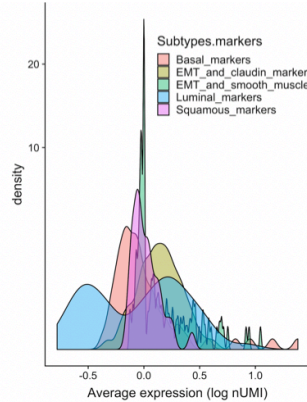 Subtypes.markers
Basal_markers
EMT_and_claudin_marker
EMT_and_smooth_muscle
Luminal_markers
Squamous_markers
20
10
density
-0.5
0.0
0.5
1.0
Average expression (log nUMI)